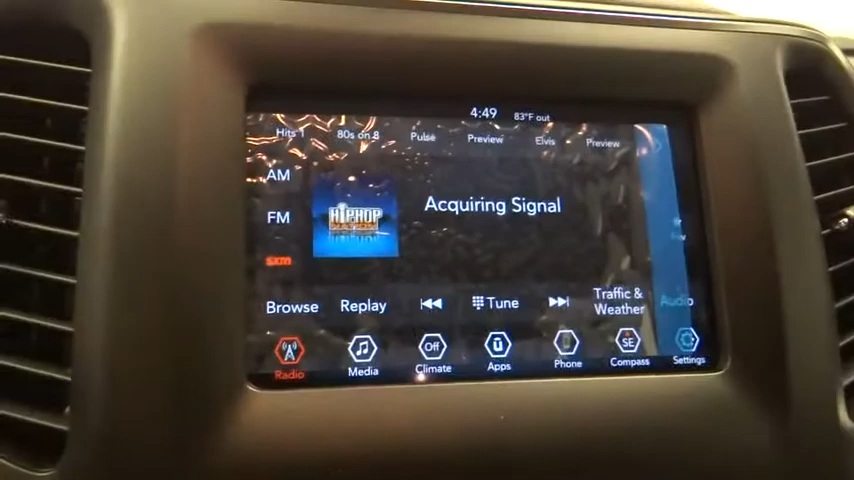 4:49 83°F out
Hits 1 80s on 8 Pulse Preview Elvis Preview
AM
FM
sxm
HIPHOP
NATION
Acquiring Signal
Browse Replay Tune Traffic & Weather Audio
Off SE
Radio Media Climate Apps Phone Compass Settings